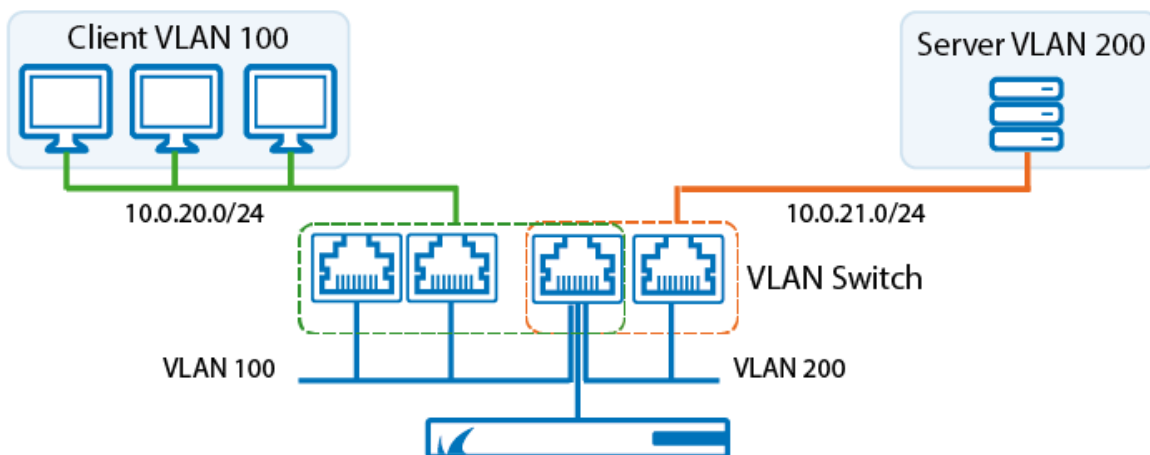 Client VLAN 100
Server VLAN 200
10.0.20.0/24
10.0.21.0/24
VLAN Switch
VLAN 100
VLAN 200